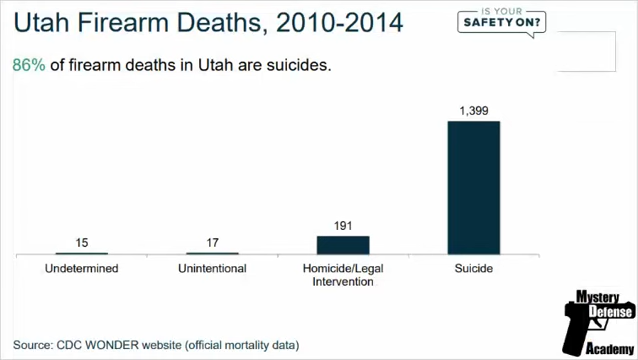 Utah Firearm Deaths, 2010-2014
IS YOUR
SAFETY ON?
86% of firearm deaths in Utah are suicides.
1,399
191
15
17
Undetermined
Unintentional
Homicide/Legal
Intervention
Suicide
Mystery
Defense
Academy
Source: CDC WONDER website (official mortality data)